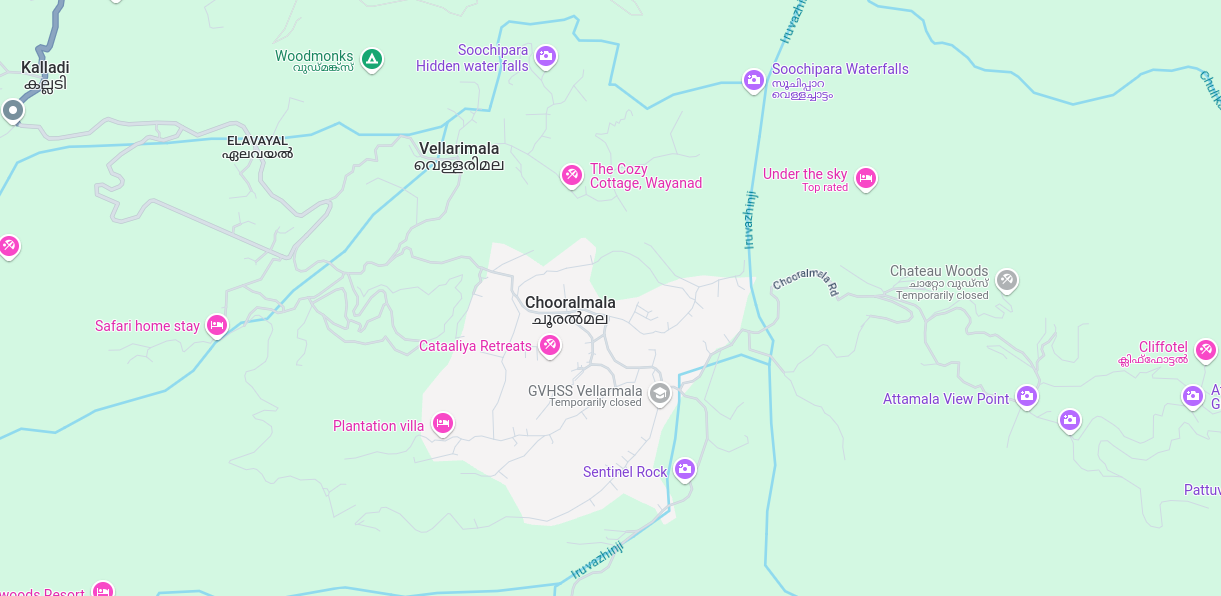 Iruvazhinji
Woodmonks
വുഡ്മങ്ക്സ്
Soochipara
Hidden water falls
Kalladi
കല്ലടി
Soochipara Waterfalls
സൂചിപ്പാറ
വെള്ളച്ചാട്ടം
ELAVAYAL
ഏലവയൽ
Vellarimala
വെള്ളരിമല
The Cozy
Cottage, Wayanad
Under the sky
Top rated
Iruvazhinji
Chooralmala Rd
Chateau Woods
ചാറ്റോ വുഡ്സ്
Temporarily closed
Chooralmala
ചൂരൽമല
Safari home stay
Cataaliya Retreats
Cliffotel
ക്ലിഫ്ഫോട്ടൽ
GVHSS Vellarmala
Temporarily closed
Attamala View Point
Plantation villa
Sentinel Rock
Iruvazhinji
woods Resort